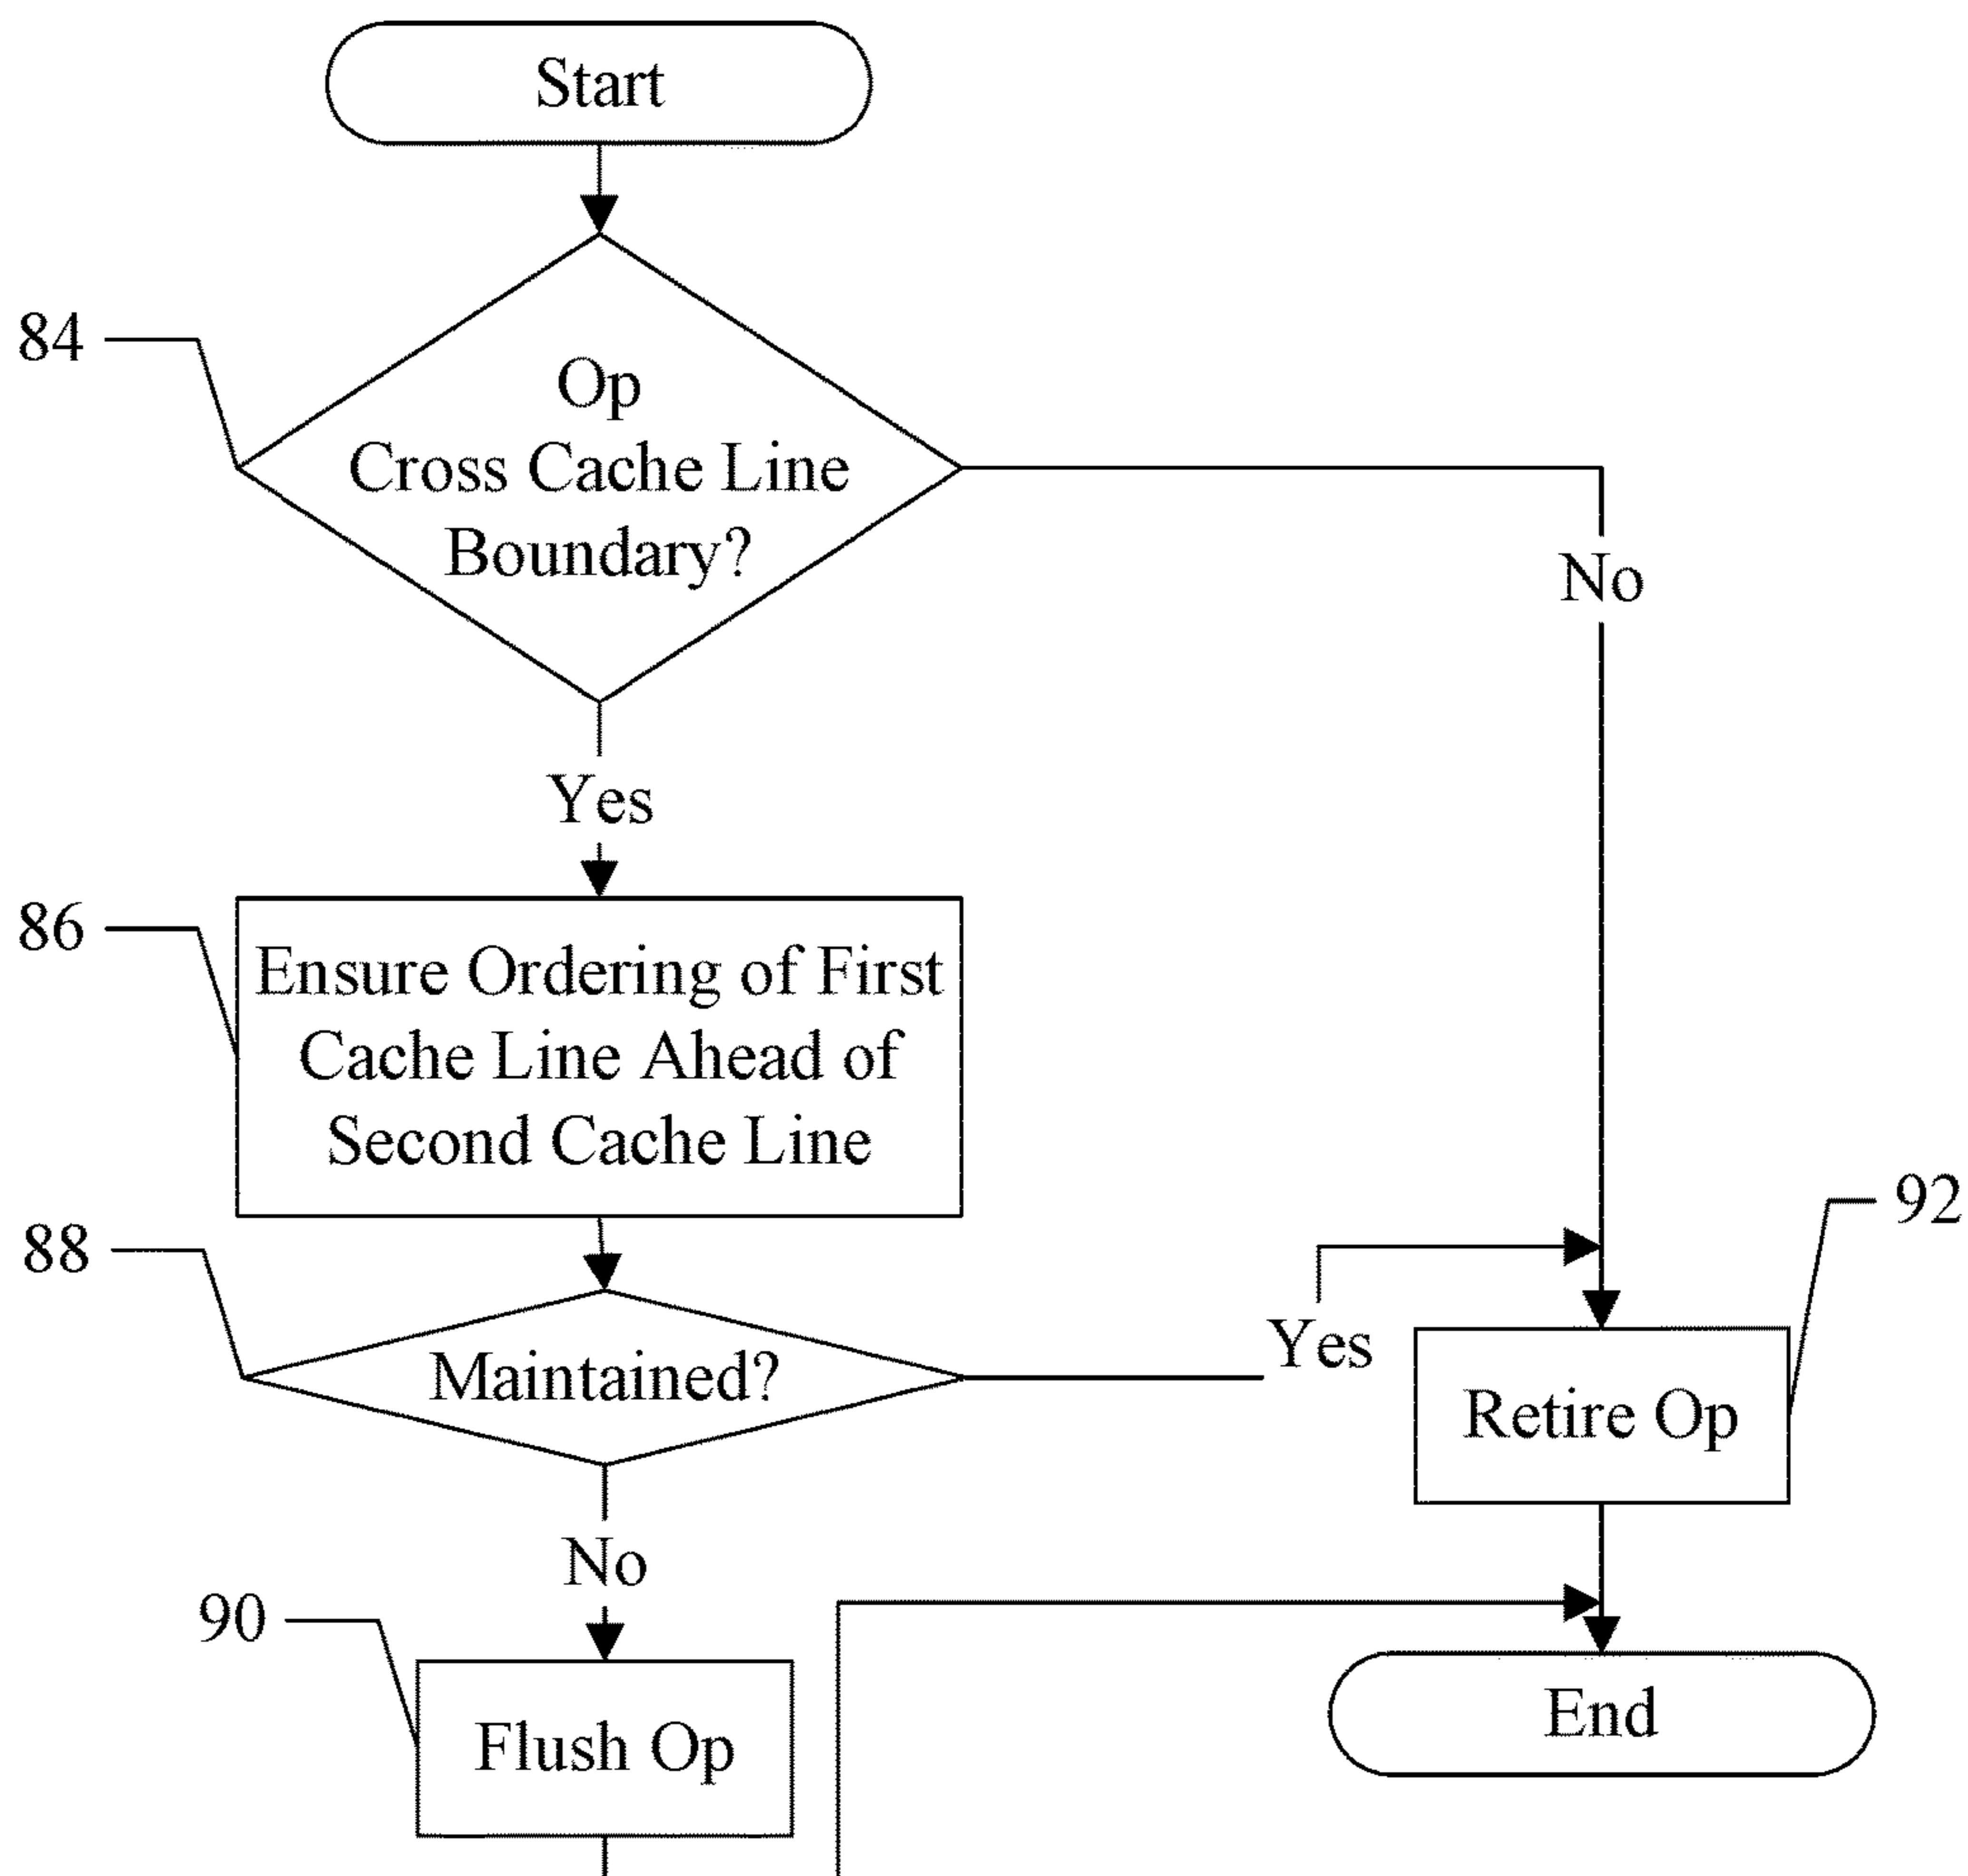 Start
84
Op
Cross Cache Line
Boundary?
No
Yes
86
Ensure Ordering of First
Cache Line Ahead of
Second Cache Line
92
88
Maintained?
Yes
Retire Op
No
90
Flush Op
End